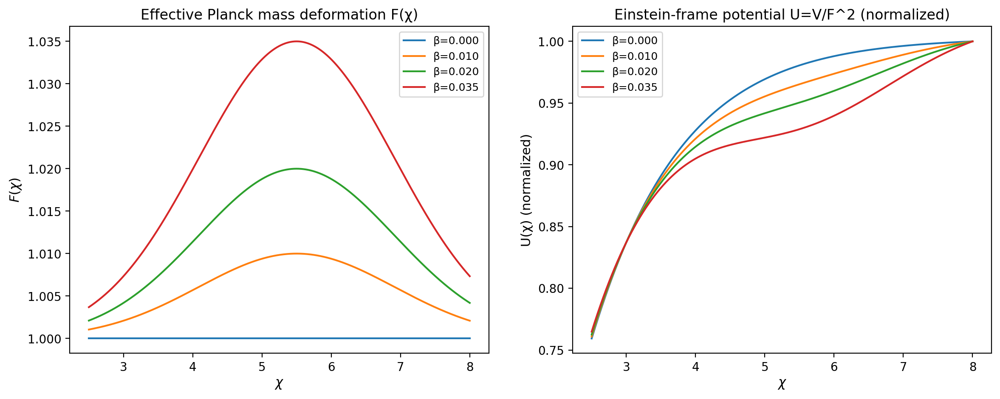 Effective Planck mass deformation F(χ)
F(χ)
1.035
1.030
1.025
1.020
1.015
1.010
1.005
1.000
β=0.000
β=0.010
β=0.020
β=0.035
3
4
5
6
7
8
χ
Einstein-frame potential U=V/F^2 (normalized)
U(χ) (normalized)
1.00
0.95
0.90
0.85
0.80
0.75
β=0.000
β=0.010
β=0.020
β=0.035
3
4
5
6
7
8
χ